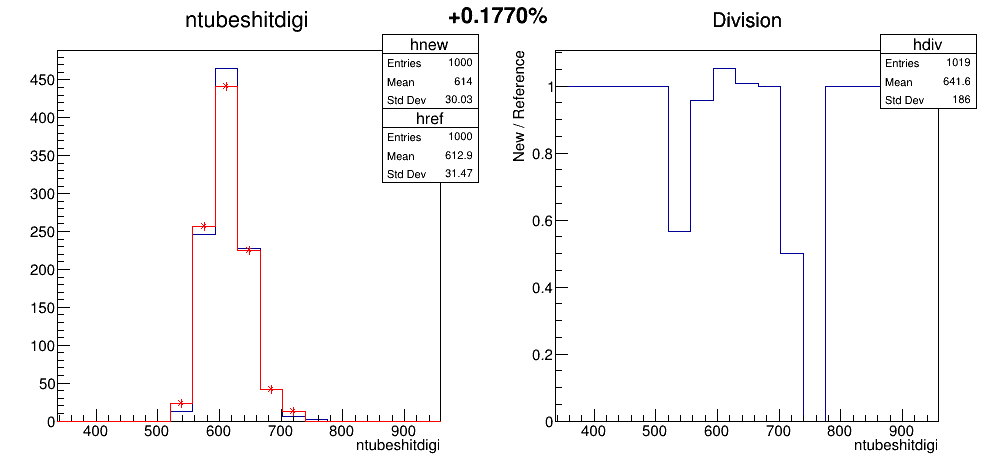 +0.1770%
ntubeshitdigi
hnew
Entries 1000
Mean 614
Std Dev 30.03
href
Entries 1000
Mean 612.9
Std Dev 31.47
450
400
350
300
250
200
150
100
50
0
400 500 600 700 800 900
ntubeshitdigi
Division
hdiv
Entries 1019
Mean 641.6
Std Dev 186
New / Reference
1
0.8
0.6
0.4
0.2
0
400 500 600 700 800 900
ntubeshitdigi